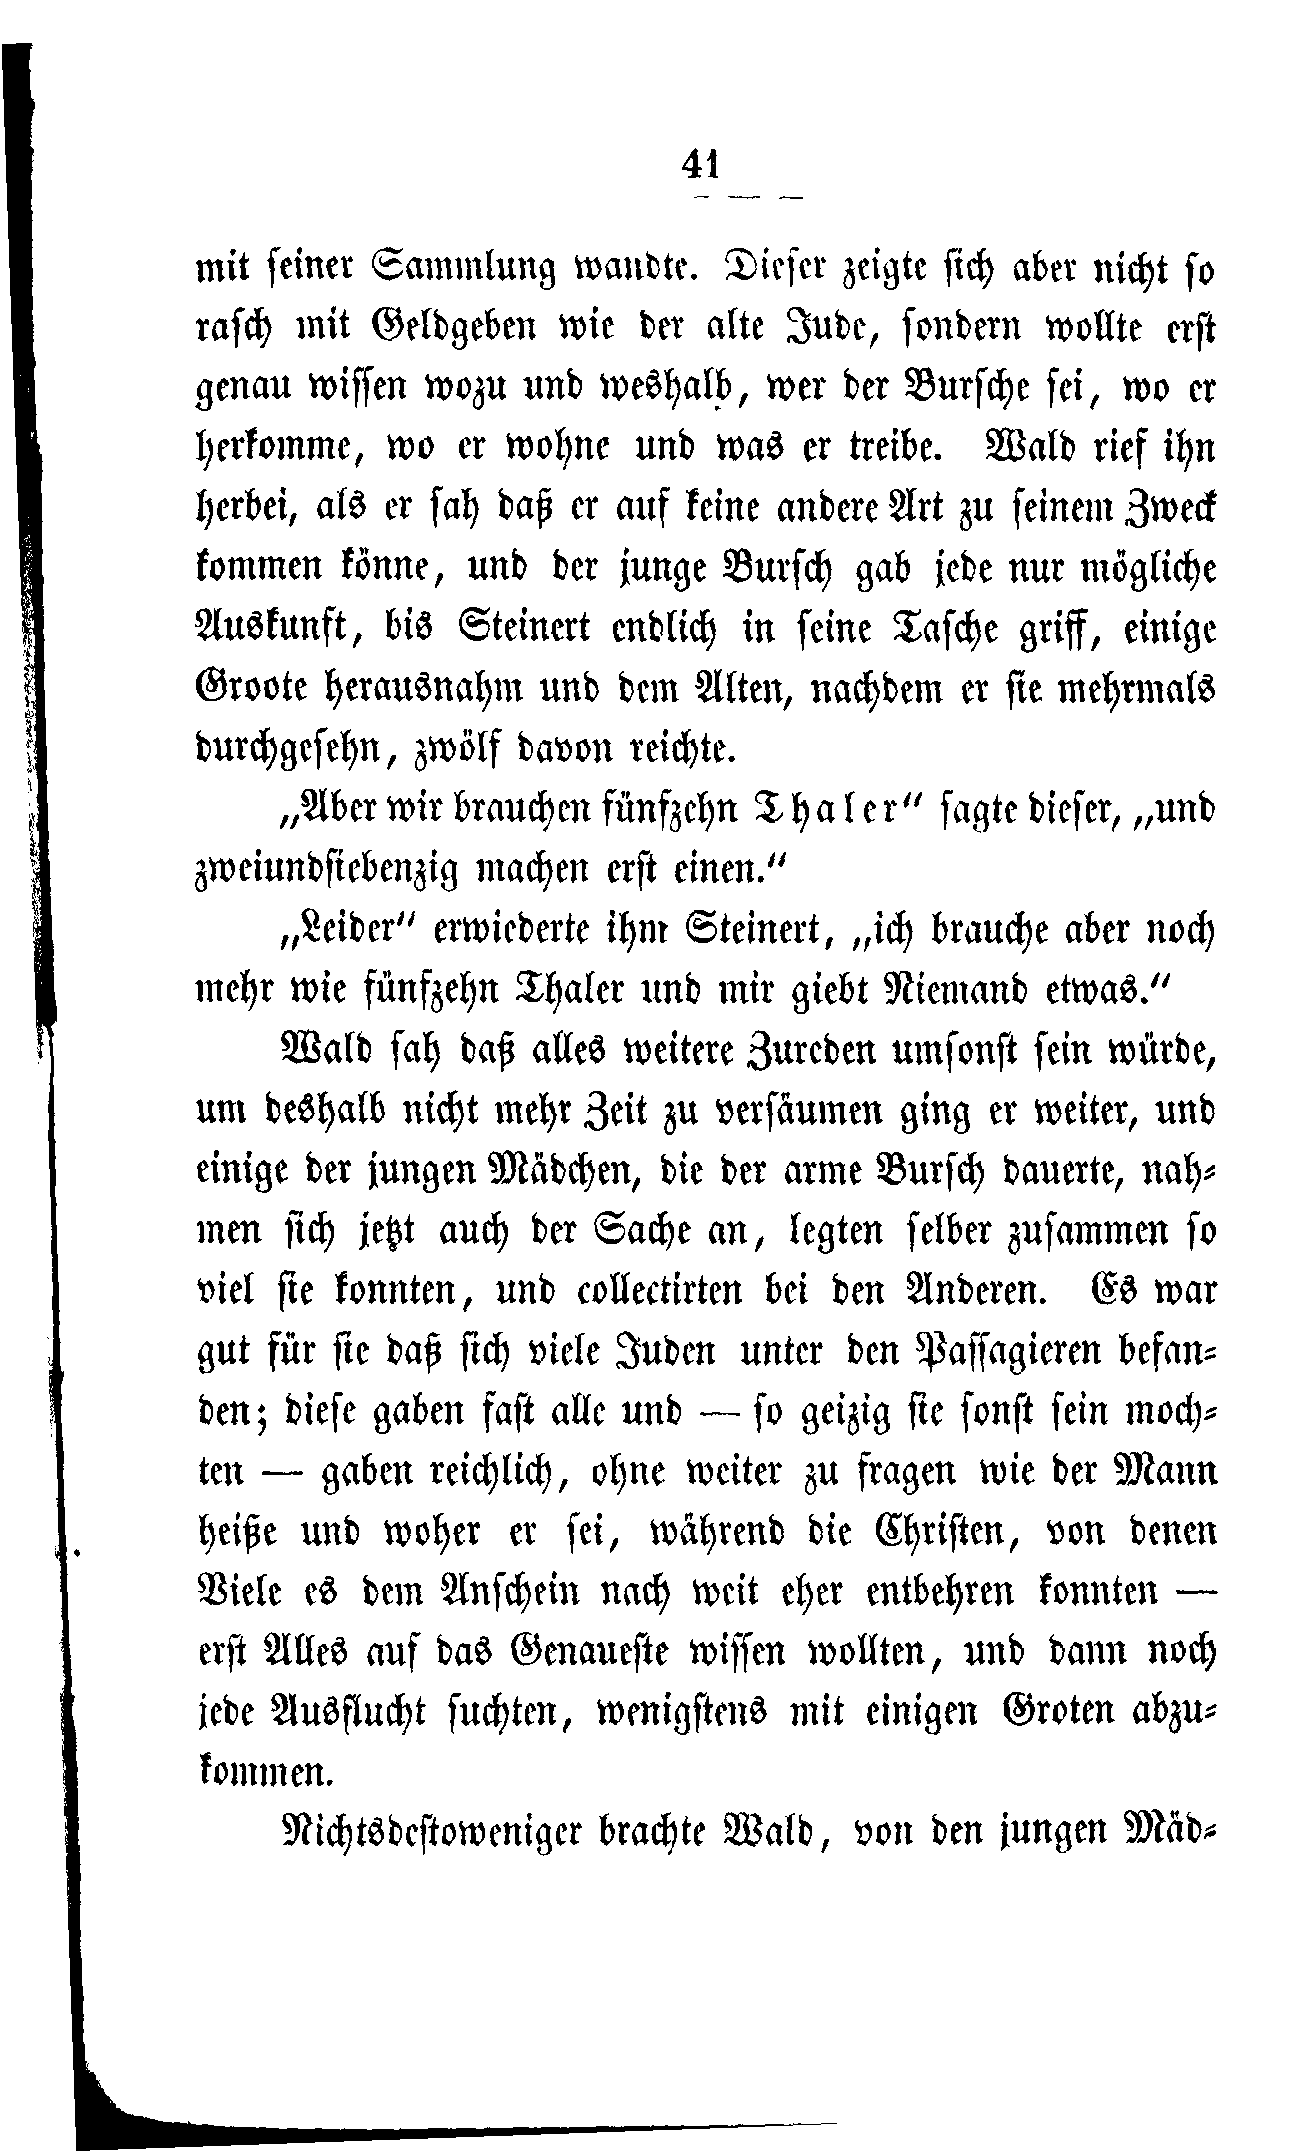 41
mit seiner Sammlung wandte. Dieser zeigte sich aber nicht so
rasch mit Geldgeben wie der alte Jude, sondern wollte erst
genau wissen wozu und weshalb, wer der Bursche sei, wo er
herkomme, wo er wohne und was er treibe. Wald rief ihn
herbei, als er sah daß er auf keine andere Art zu seinem Zweck
kommen könne, und der junge Bursch gab jede nur mögliche
Auskunft, bis Steinert endlich in seine Tasche griff, einige
Groote herausnahm und dem Alten, nachdem er sie mehrmals
durchgesehn, zwölf davon reichte.
„Aber wir brauchen fünfzehn Thaler“ sagte dieser, „und
zweiundsiebenzig machen erst einen.“
„Leider“ erwiederte ihm Steinert, „ich brauche aber noch
mehr wie fünfzehn Thaler und mir giebt Niemand etwas.“
Wald sah daß alles weitere Zureden umsonst sein würde,
um deshalb nicht mehr Zeit zu versäumen ging er weiter, und
einige der jungen Mädchen, die der arme Bursch dauerte, nah-
men sich jetzt auch der Sache an, legten selber zusammen so
viel sie konnten, und collectirten bei den Anderen. Es war
gut für sie daß sich viele Juden unter den Passagieren befan-
den; diese gaben fast alle und — so geizig sie sonst sein moch-
ten — gaben reichlich, ohne weiter zu fragen wie der Mann
heiße und woher er sei, während die Christen, von denen
Viele es dem Anschein nach weit eher entbehren konnten —
erst Alles auf das Genaueste wissen wollten, und dann noch
jede Ausflucht suchten, wenigstens mit einigen Groten abzu-
kommen.
Nichtsdestoweniger brachte Wald, von den jungen Mäd-